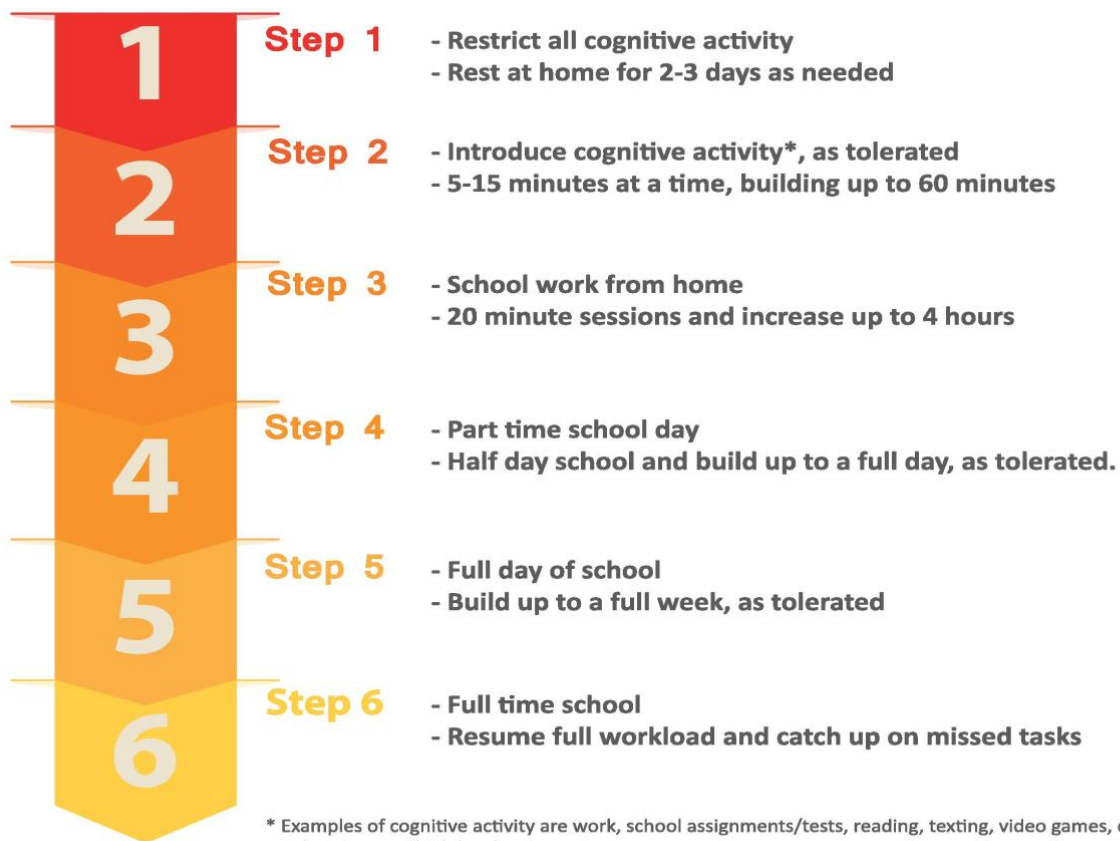 1
Step 1
- Restrict all cognitive activity
- Rest at home for 2-3 days as needed
2
Step 2
- Introduce cognitive activity*, as tolerated
- 5-15 minutes at a time, building up to 60 minutes
3
Step 3
- School work from home
- 20 minute sessions and increase up to 4 hours
4
Step 4
- Part time school day
- Half day school and build up to a full day, as tolerated.
5
Step 5
- Full day of school
- Build up to a full week, as tolerated
6
Step 6
- Full time school
- Resume full workload and catch up on missed tasks
* Examples of cognitive activity are work, school assignments/tests, reading, texting, video games,